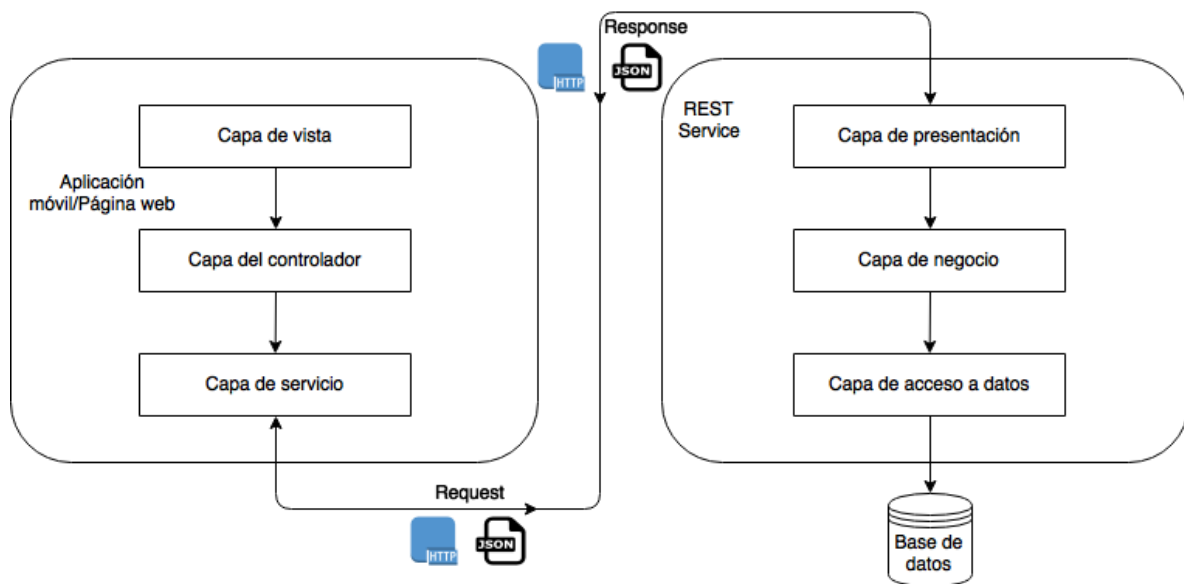 Response
HTTP
JSON
Capa de vista
Aplicación
móvil/Página web
Capa del controlador
Capa de servicio
Request
HTTP
JSON
REST
Service
Capa de presentación
Capa de negocio
Capa de acceso a datos
Base de
datos